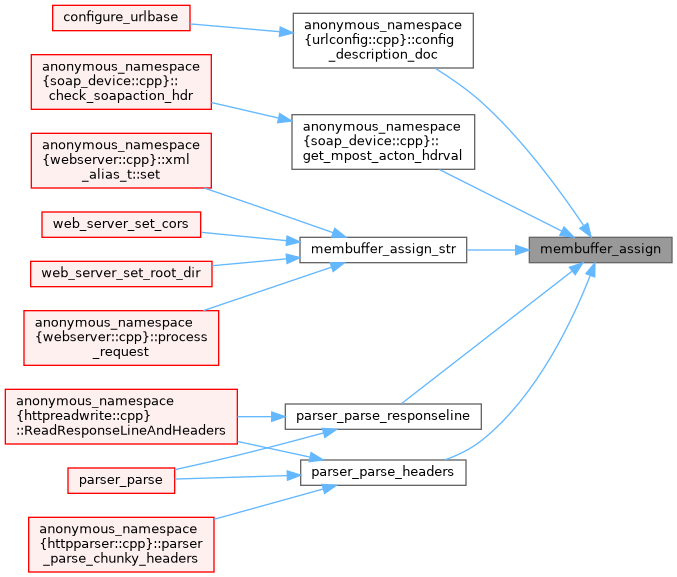 configure_urlbase
anonymous_namespace
{urlconfig::cpp}::config
_description_doc
anonymous_namespace
{soap_device::cpp}::
check_soapaction_hdr
anonymous_namespace
{soap_device::cpp}::
get_mpost_acton_hdrval
anonymous_namespace
{webserver::cpp}::xml
_alias_t::set
web_server_set_cors
membuffer_assign_str
membuffer_assign
web_server_set_root_dir
anonymous_namespace
{webserver::cpp}::process
_request
anonymous_namespace
{httpreadwrite::cpp}
::ReadResponseLineAndHeaders
parser_parse_responseline
parser_parse
parser_parse_headers
anonymous_namespace
{httpparser::cpp}::parser
_parse_chunky_headers